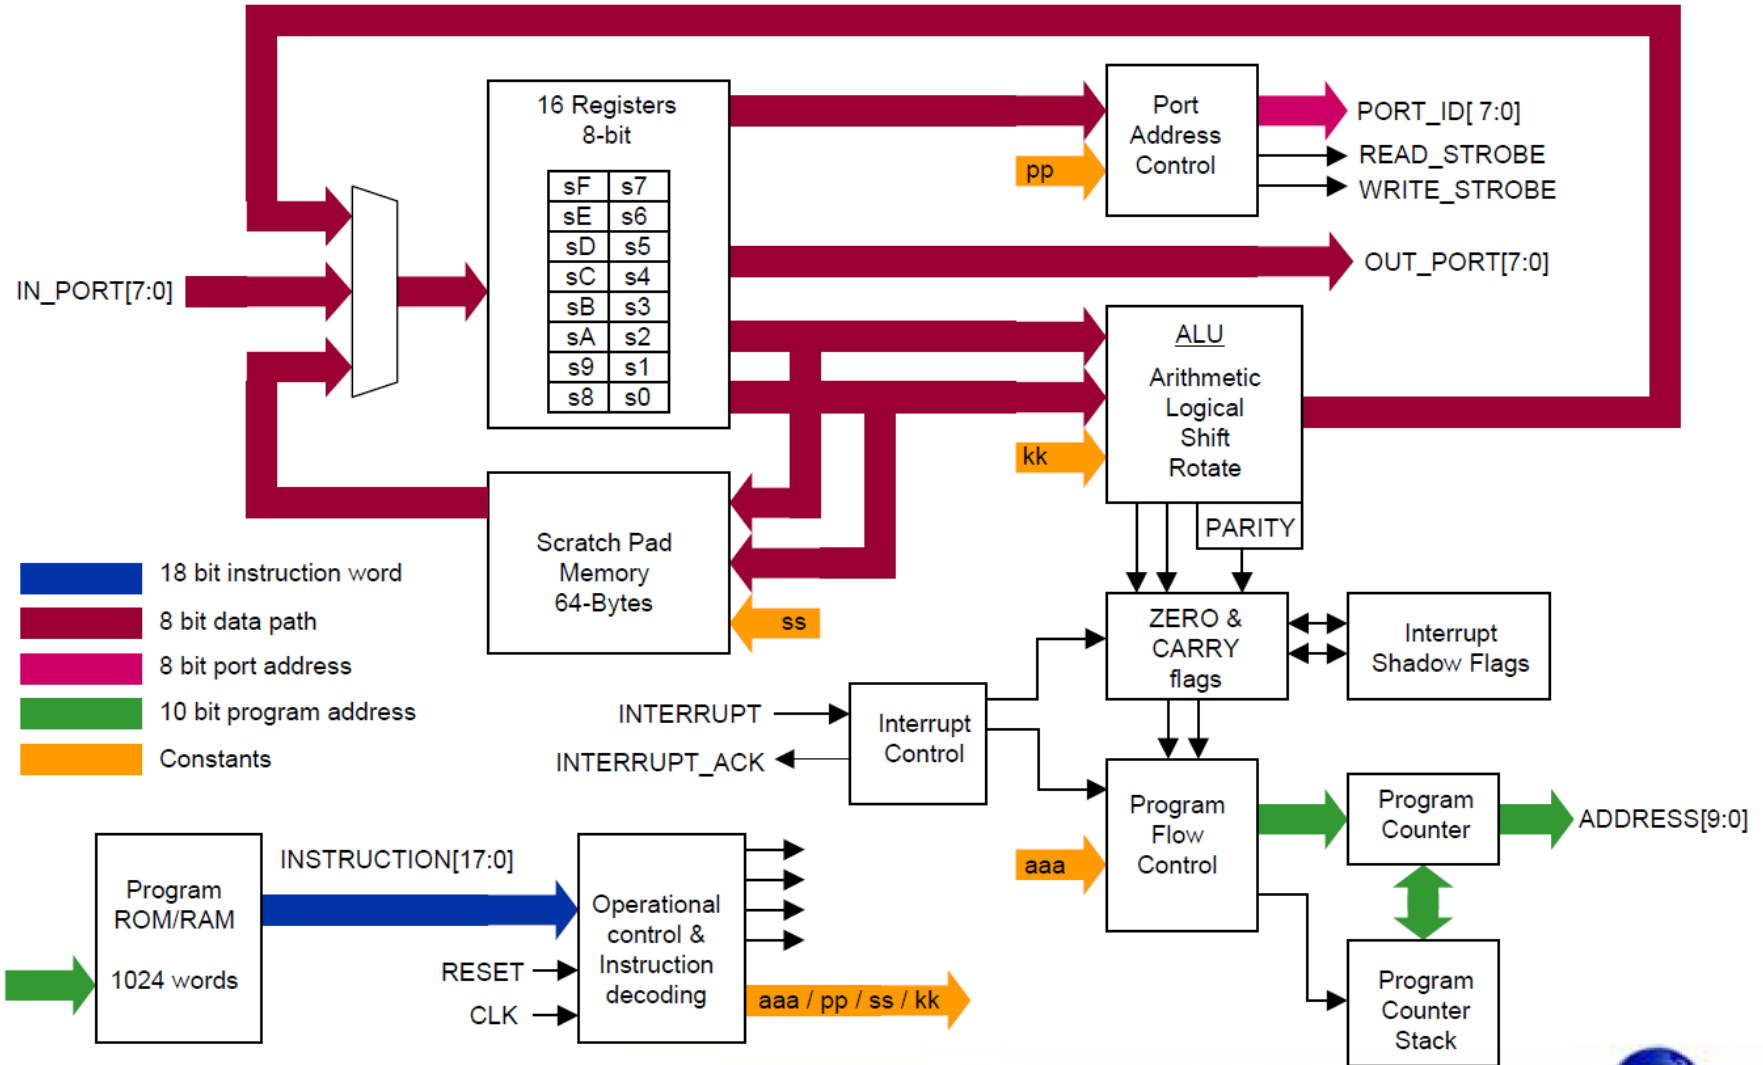 16 Registers
8-bit
sF s7
sE s6
sD s5
sC s4
sB s3
sA s2
s9 s1
s8 s0
Port
Address
Control
pp
PORT_ID[ 7:0]
READ_STROBE
WRITE_STROBE
IN_PORT[7:0]
OUT_PORT[7:0]
ALU
Arithmetic
Logical
Shift
Rotate
kk
PARITY
Scratch Pad
Memory
64-Bytes
ss
18 bit instruction word
8 bit data path
8 bit port address
10 bit program address
Constants
ZERO &
CARRY
flags
Interrupt
Shadow Flags
INTERRUPT
INTERRUPT_ACK
Interrupt
Control
Program
Flow
Control
aaa
Program
Counter
ADDRESS[9:0]
Program
Counter
Stack
Program
ROM/RAM
1024 words
INSTRUCTION[17:0]
RESET
CLK
Operational
control &
Instruction
decoding
aaa / pp / ss / kk